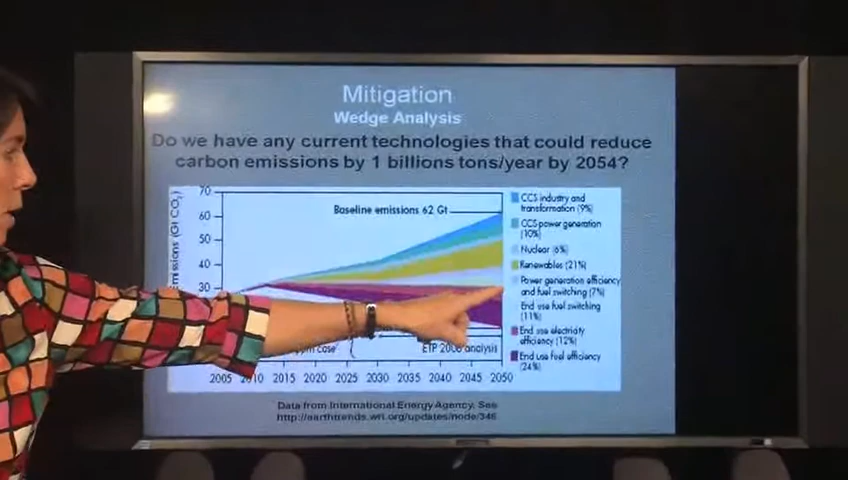 Mitigation
Wedge Analysis
Do we have any current technologies that could reduce
carbon emissions by 1 billions tons/year by 2054?
70
60
50
40
30
Baseline emissions 62 Gt
CCS industry and
transformation (9%)
CCS power generation
(10%)
Nuclear (6%)
Renewables (21%)
Power generation efficiency
and fuel switching (7%)
End use fuel switching
(11%)
End use electricity
efficiency (12%)
End use fuel efficiency
(24%)
case
analysis
2005 2010 2015 2020 2025 2030 2035 2040 2045 2050
Data from International Energy Agency. See
http://earthtrends.wri.org/updates/node/346